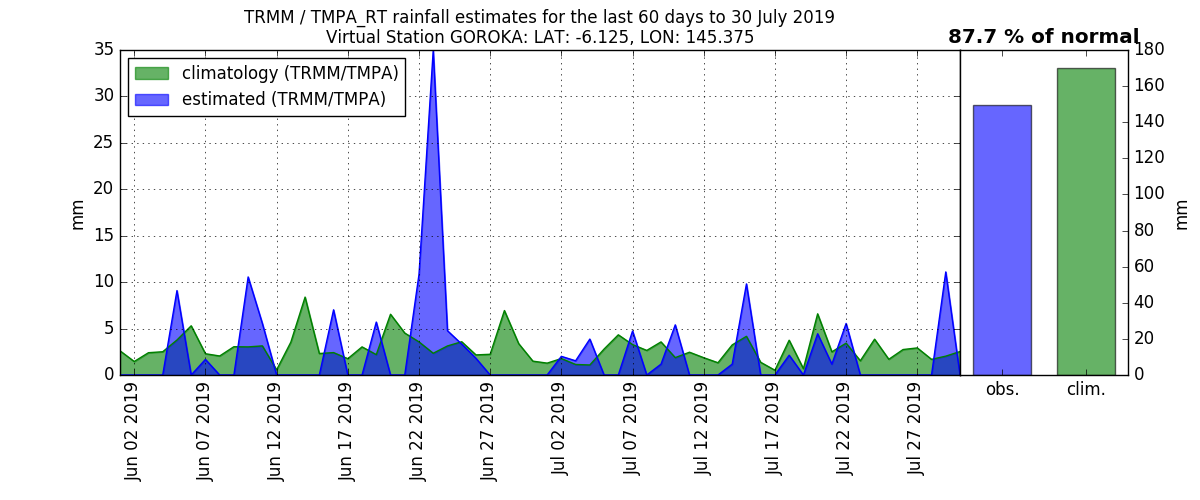 TRMM / TMPA_RT rainfall estimates for the last 60 days to 30 July 2019
Virtual Station GOROKA: LAT: -6.125, LON: 145.375
87.7 % of normal
climatology (TRMM/TMPA)
estimated (TRMM/TMPA)
35
30
25
20
15
10
5
0
mm
180
160
140
120
100
80
60
40
20
0
mm
Jun 02 2019
Jun 07 2019
Jun 12 2019
Jun 17 2019
Jun 22 2019
Jun 27 2019
Jul 02 2019
Jul 07 2019
Jul 12 2019
Jul 17 2019
Jul 22 2019
Jul 27 2019
obs.
clim.